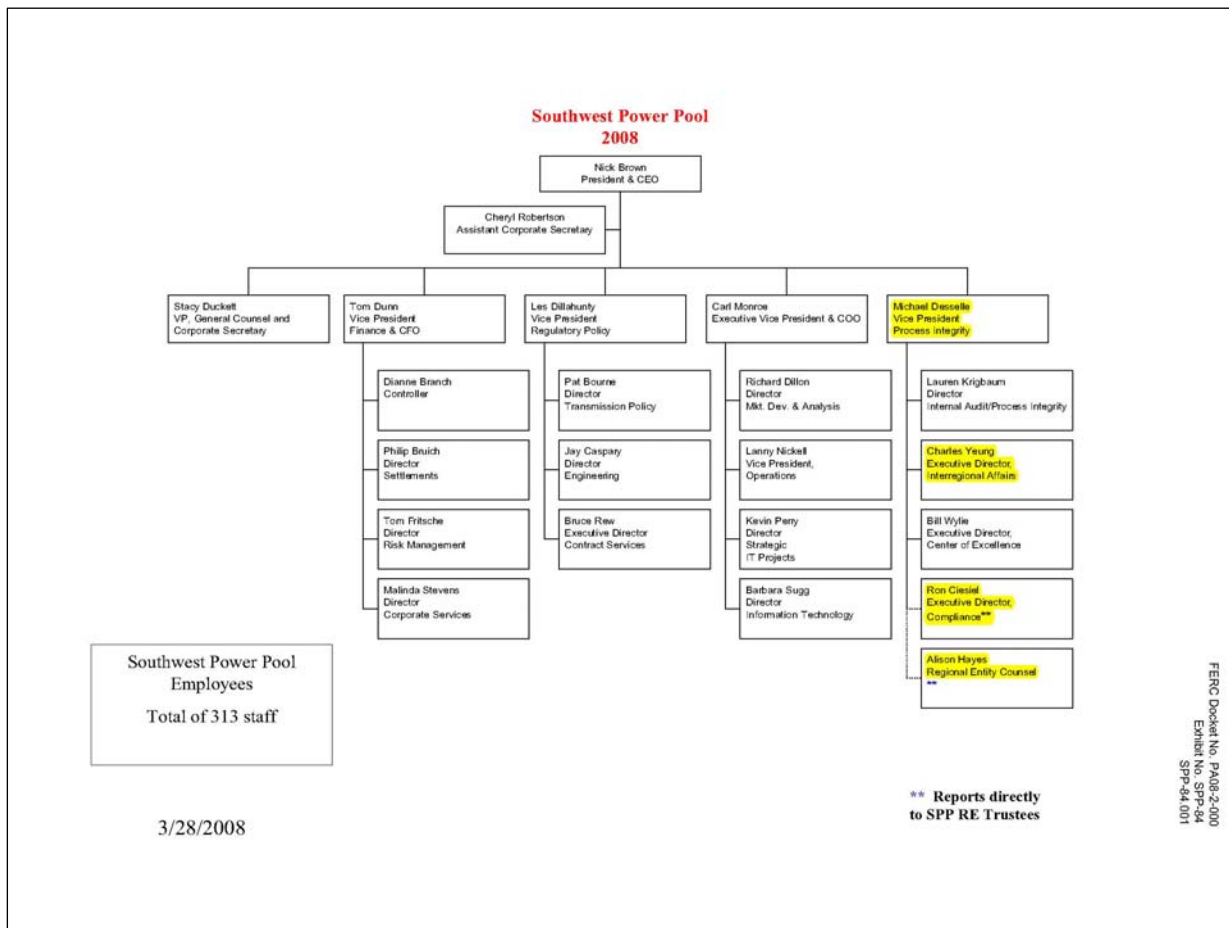 Southwest Power Pool
2008
Nick Brown
President & CEO
Cheryl Robertson
Assistant Corporate Secretary
Stacy Duckett
VP, General Counsel and
Corporate Secretary
Tom Dunn
Vice President
Finance & CFO
Les Dillahunty
Vice President
Regulatory Policy
Carl Monroe
Executive Vice President & COO
Michael Desselle
Vice President
Process Integrity
Dianne Branch
Controller
Philip Bruich
Director
Settlements
Tom Fritsche
Director
Risk Management
Malinda Stevens
Director
Corporate Services
Pat Bourne
Director
Transmission Policy
Jay Caspary
Director
Engineering
Bruce Rew
Executive Director
Contract Services
Richard Dillon
Director
Mkt. Dev. & Analysis
Lanny Nickell
Vice President,
Operations
Kevin Perry
Director
Strategic
IT Projects
Barbara Sugg
Director
Information Technology
Lauren Krigbaum
Director
Internal Audit/Process Integrity
Charles Yeung
Executive Director,
Interregional Affairs
Bill Wylie
Executive Director,
Center of Excellence
Ron Ciesiel
Executive Director,
Compliance**
Alison Hayes
Regional Entity Counsel
**
Southwest Power Pool
Employees
Total of 313 staff
3/28/2008
** Reports directly
to SPP RE Trustees
FERC Docket No. PA08-2-000
Exhibit No. SPP-84
SPP-84.001